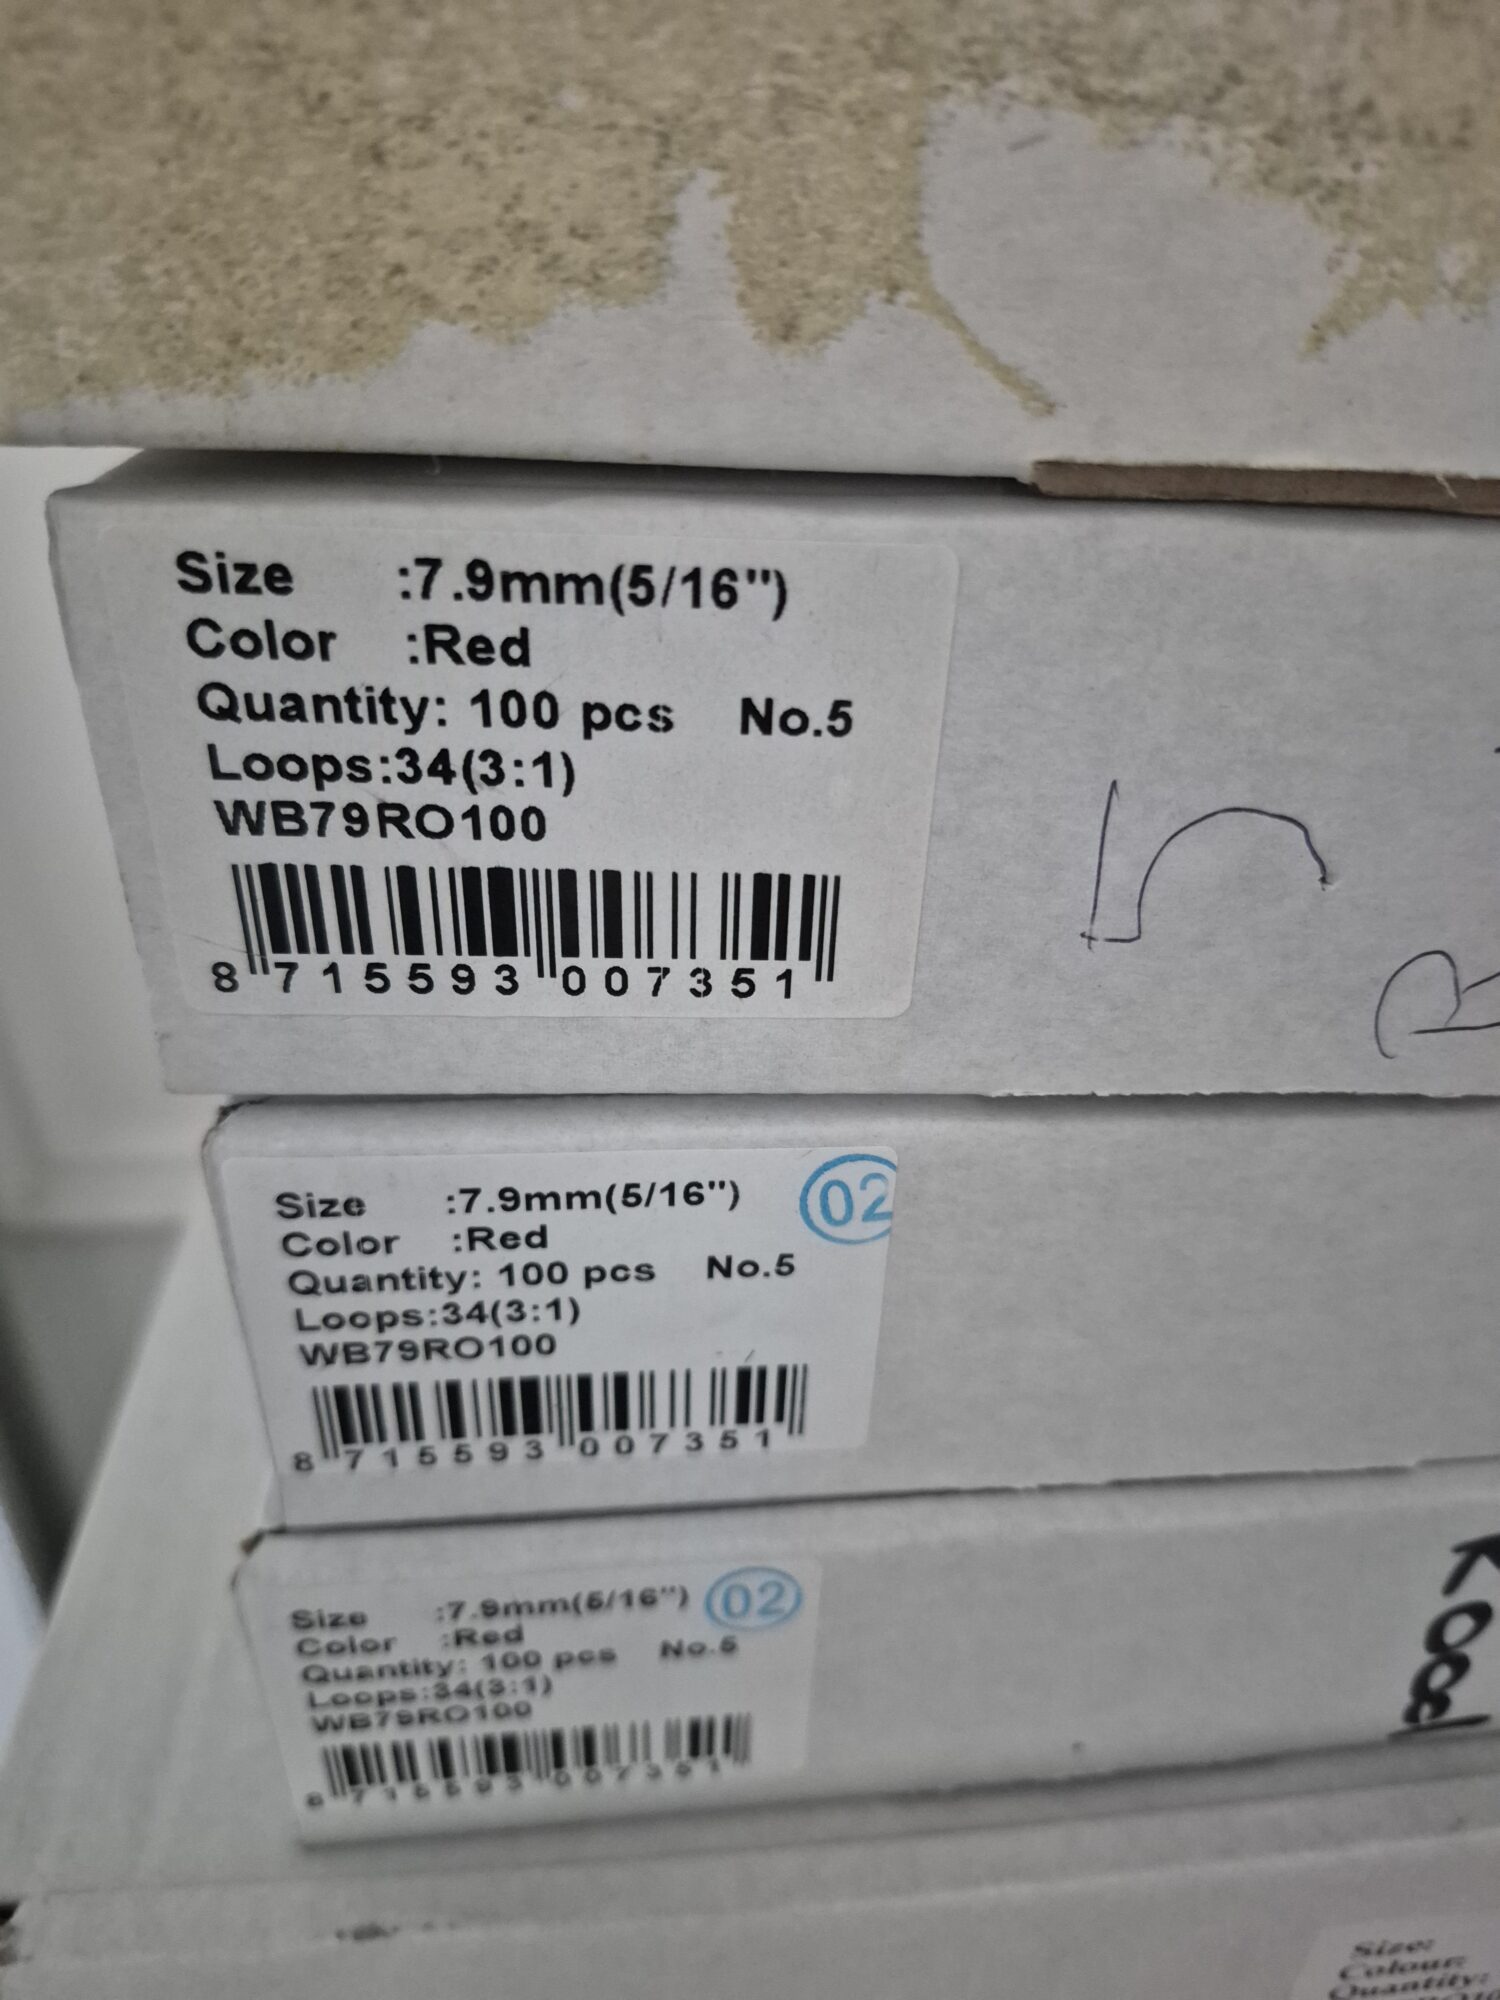 Size :7.9mm(5/16")
Color :Red
Quantity: 100 pcs No.5
Loops:34(3:1)
WB79RO100
8 715593 007351
5
R
Size :7.9mm(5/16")
02
Color :Red
Quantity: 100 pcs No.5
Loops:34(3:1)
WB79RO100
8 715593 007351
Size :7.9mm(5/16")
02
Color :Red
Quantity: 100 pcs No.5
Loops:34(3:1)
WB79RO100
8 715593 007351
Size:
Colour:
Quantity: